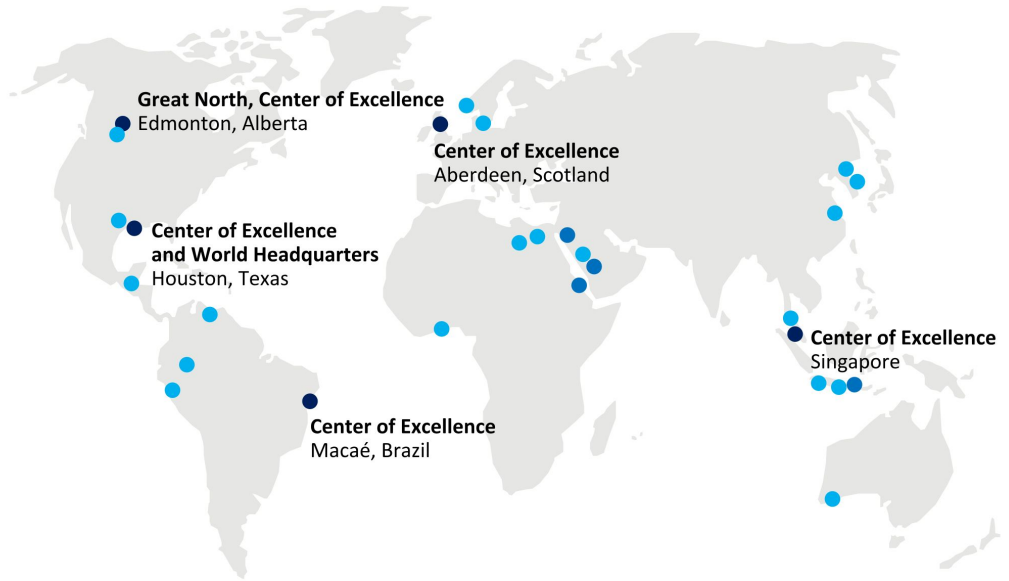 Great North, Center of Excellence
Edmonton, Alberta
Center of Excellence
Aberdeen, Scotland
Center of Excellence
and World Headquarters
Houston, Texas
Center of Excellence
Singapore
Center of Excellence
Macaé, Brazil